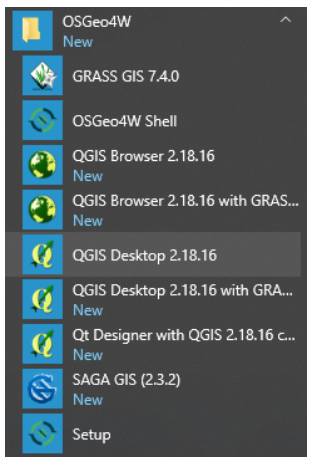 OSGeo4W
New
GRASS GIS 7.4.0
OSGeo4W Shell
QGIS Browser 2.18.16
New
QGIS Browser 2.18.16 with GRAS...
New
QGIS Desktop 2.18.16
QGIS Desktop 2.18.16 with GRA...
New
Qt Designer with QGIS 2.18.16 c...
New
SAGA GIS (2.3.2)
New
Setup